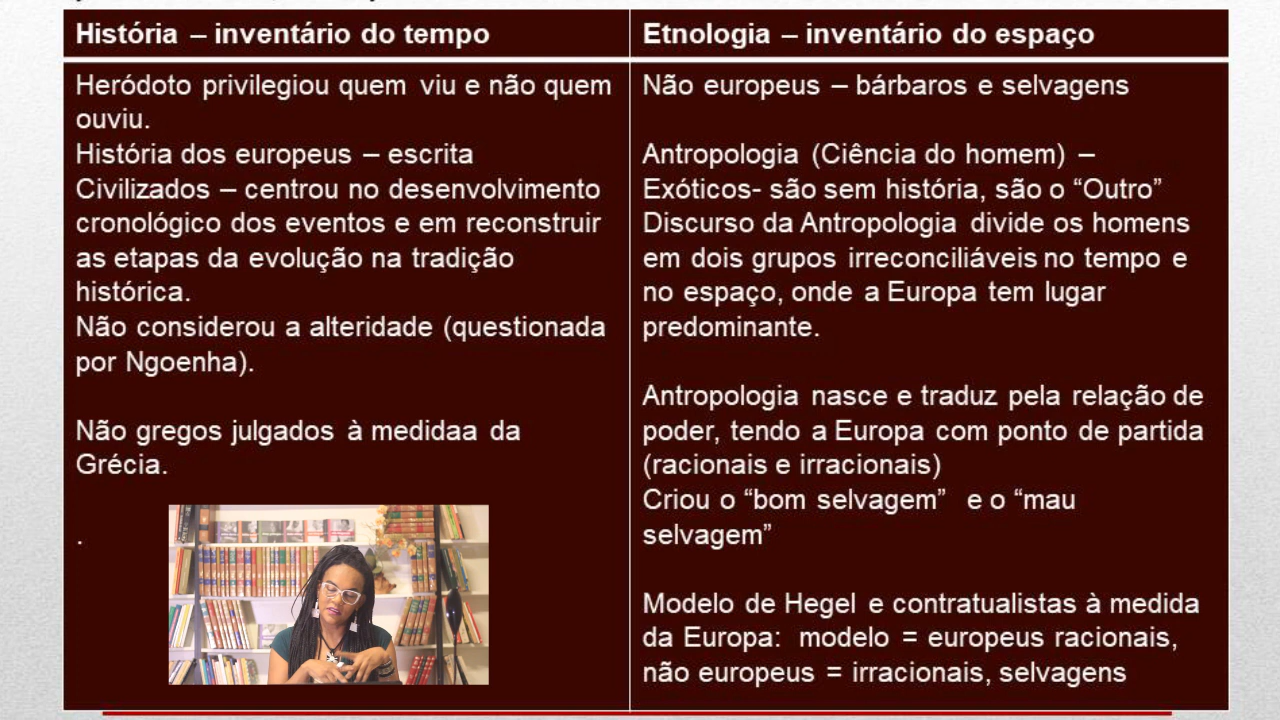 História – inventário do tempo
Heródoto privilegiou quem viu e não quem
ouviu.
História dos europeus – escrita
Civilizados – centrou no desenvolvimento
cronológico dos eventos e em reconstruir
as etapas da evolução na tradição
histórica.
Não considerou a alteridade (questionada
por Ngoenha).
Não gregos julgados à medidaa da
Grécia.
.
Etnologia – inventário do espaço
Não europeus – bárbaros e selvagens
Antropologia (Ciência do homem) –
Exóticos- são sem história, são o “Outro”
Discurso da Antropologia divide os homens
em dois grupos irreconciliáveis no tempo e
no espaço, onde a Europa tem lugar
predominante.
Antropologia nasce e traduz pela relação de
poder, tendo a Europa com ponto de partida
(racionais e irracionais)
Criou o “bom selvagem” e o “mau
selvagem”
Modelo de Hegel e contratualistas à medida
da Europa: modelo = europeus racionais,
não europeus = irracionais, selvagens